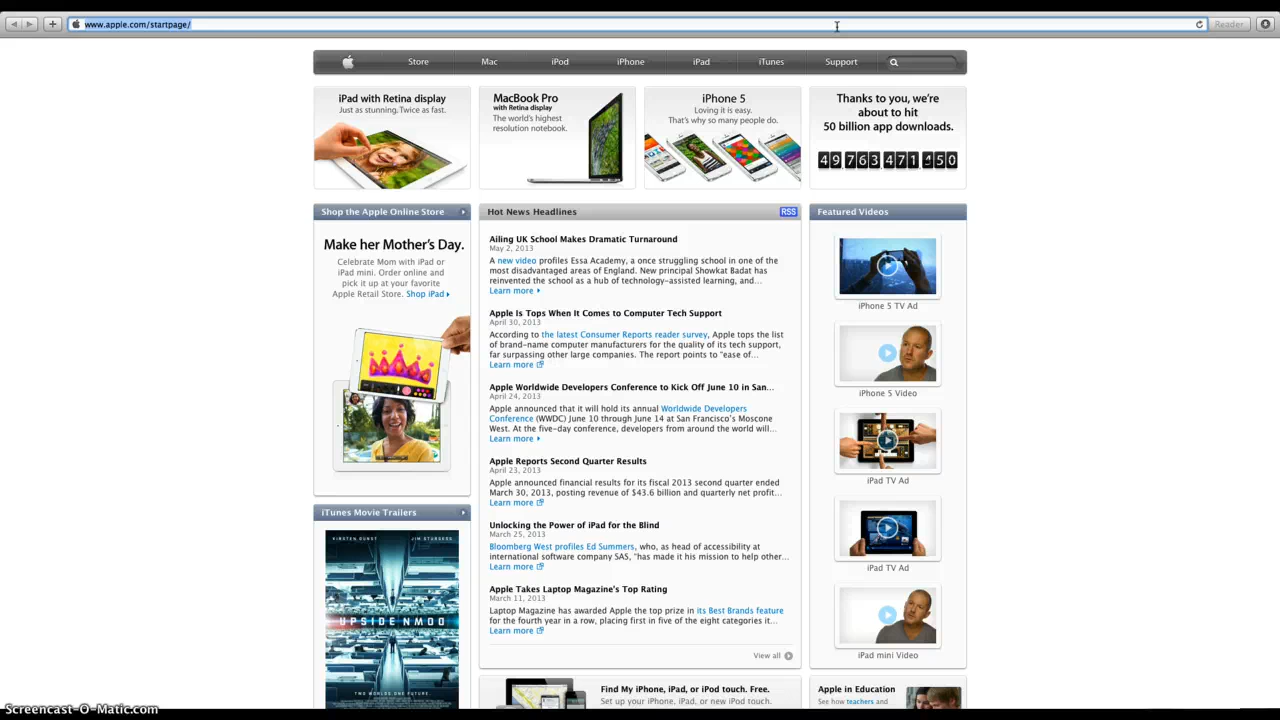 www.apple.com/startpage/
Reader
Store
Mac
iPod
iPhone
iPad
iTunes
Support
iPad with Retina display
Just as stunning. Twice as fast.
MacBook Pro
with Retina display
The world's highest
resolution notebook.
iPhone 5
Loving it is easy.
That's why so many people do.
Thanks to you, we're
about to hit
50 billion app downloads.
49 763 471 450
Shop the Apple Online Store
Make her Mother's Day.
Celebrate Mom with iPad or
iPad mini. Order online and
pick it up at your favorite
Apple Retail Store. Shop iPad
iTunes Movie Trailers
KIRSTEN DUNST JIM STURGESS
TWO WORLDS. ONE FUTURE.
Hot News Headlines
RSS
Ailing UK School Makes Dramatic Turnaround
May 2, 2013
A new video profiles Essa Academy, a once struggling school in one of the
most disadvantaged areas of England. New principal Showkat Badat has
reinvented the school as a hub of technology-assisted learning, and...
Learn more
Apple Is Tops When It Comes to Computer Tech Support
April 30, 2013
According to the latest Consumer Reports reader survey, Apple tops the list
of brand-name computer manufacturers for the quality of its tech support,
far surpassing other large companies. The report points to "ease of...
Learn more
Apple Worldwide Developers Conference to Kick Off June 10 in San...
April 24, 2013
Apple announced that it will hold its annual Worldwide Developers
Conference (WWDC) June 10 through June 14 at San Francisco's Moscone
West. At the five-day conference, developers from around the world will...
Learn more
Apple Reports Second Quarter Results
April 23, 2013
Apple announced financial results for its fiscal 2013 second quarter ended
March 30, 2013, posting revenue of $43.6 billion and quarterly net profit...
Learn more
Unlocking the Power of iPad for the Blind
March 25, 2013
Bloomberg West profiles Ed Summers, who, as head of accessibility at
international software company SAS, "has made it his mission to help other...
Learn more
Apple Takes Laptop Magazine's Top Rating
March 11, 2013
Laptop Magazine has awarded Apple the top prize in its Best Brands feature
for the fourth year in a row, placing first in five of the eight categories it...
Learn more
View all
Find My iPhone, iPad, or iPod touch. Free.
Set up your iPhone, iPad, or new iPod touch.
Featured Videos
iPhone 5 TV Ad
iPhone 5 Video
iPad TV Ad
iPad TV Ad
iPad mini Video
Apple in Education
See how teachers and
Screencast-O-Matic.com